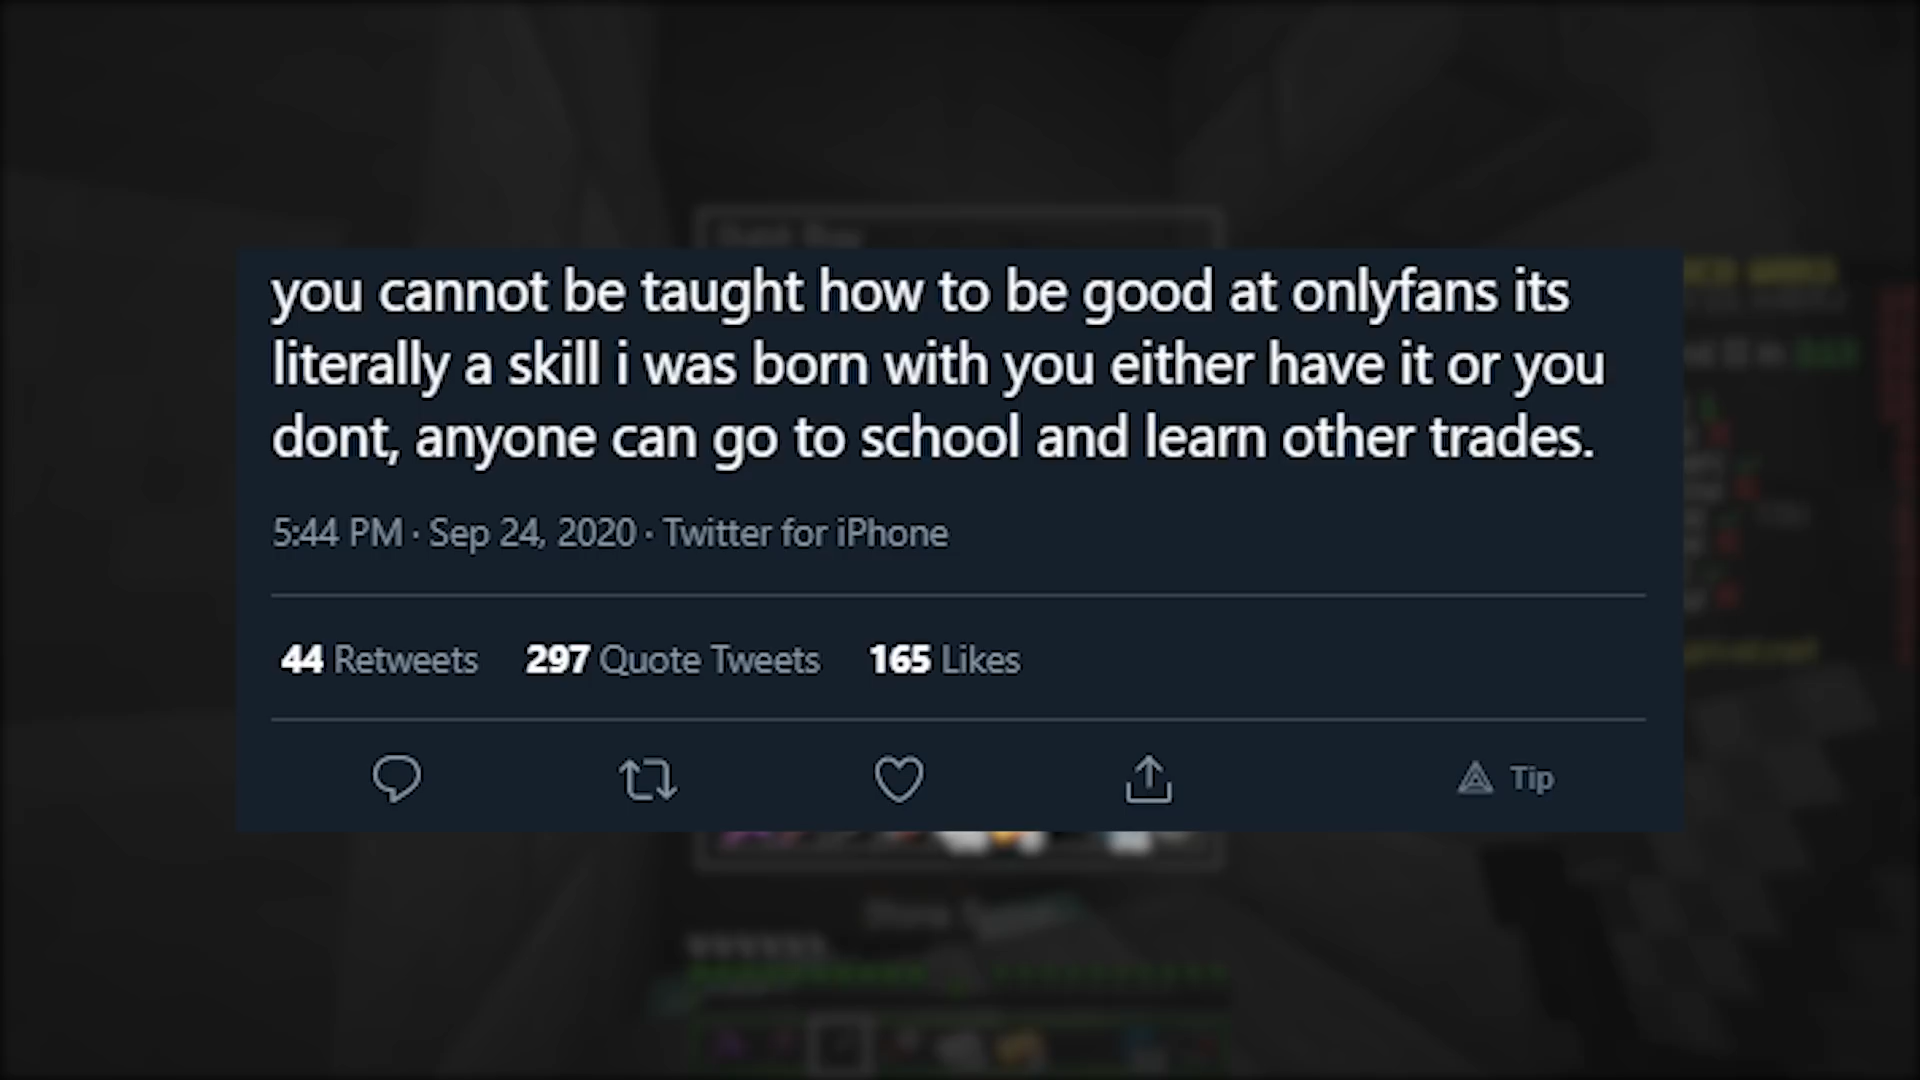 you cannot be taught how to be good at onlyfans its
literally a skill i was born with you either have it or you
dont, anyone can go to school and learn other trades.
5:44 PM · Sep 24, 2020 · Twitter for iPhone
44 Retweets 297 Quote Tweets 165 Likes
Tip